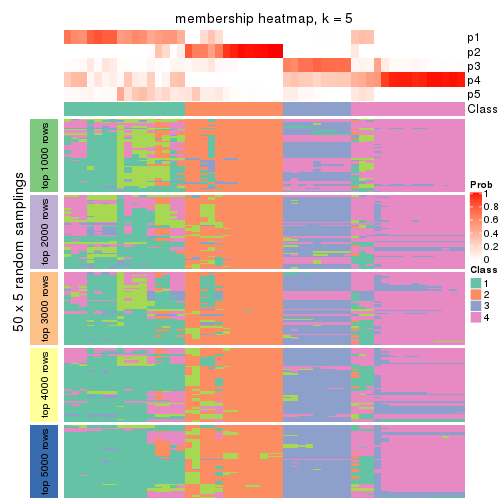 membership heatmap, k = 5
p1
p2
p3
p4
p5
Class
50 x 5 random samplings
top 1000 rows
top 2000 rows
top 3000 rows
top 4000 rows
top 5000 rows
Prob
1
0.8
0.6
0.4
0.2
0
Class
1
2
3
4